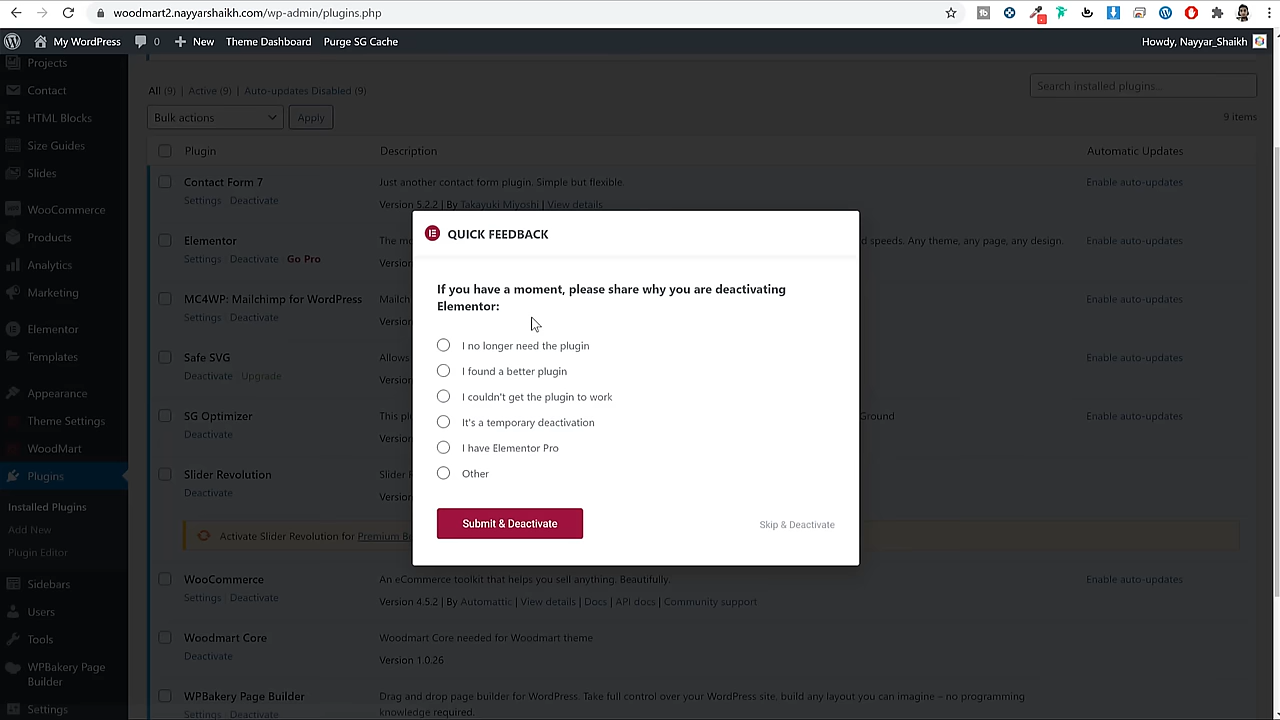 woodmart2.nayyarshaikh.com/wp-admin/plugins.php
My WordPress 0 New Theme Dashboard Purge SG Cache Howdy, Nayyar_Shaikh
Projects
Contact
HTML Blocks
Size Guides
Slides
WooCommerce
Products
Analytics
Marketing
Elementor
Templates
Appearance
Theme Settings
WoodMart
Plugins
Installed Plugins
Add New
Plugin Editor
Sidebars
Users
Tools
WPBakery Page
Builder
Settings
All (9) | Active (9) | Auto-updates Disabled (9)
Search installed plugins...
Bulk actions Apply 9 items
Plugin Description Automatic Updates
Contact Form 7 Just another contact form plugin. Simple but flexible. Enable auto-updates
Settings Deactivate Version 5.2.2 | By Takayuki Miyoshi | View details
Elementor The mo d speeds. Any theme, any page, any design. Enable auto-updates
Settings Deactivate Go Pro Version
MC4WP: Mailchimp for WordPress Mailch Enable auto-updates
Settings Deactivate Version
Safe SVG Allows Enable auto-updates
Deactivate Upgrade Version
SG Optimizer This plu Ground Enable auto-updates
Deactivate Version
Slider Revolution Slider
Deactivate Version
Activate Slider Revolution for Premium Be
WooCommerce An eCommerce toolkit that helps you sell anything. Beautifully. Enable auto-updates
Settings Deactivate Version 4.5.2 | By Automattic | View details | Docs | API docs | Community support
Woodmart Core Woodmart Core needed for Woodmart theme
Deactivate Version 1.0.26
WPBakery Page Builder Drag and drop page builder for WordPress. Take full control over your WordPress site, build any layout you can imagine – no programming
Settings Deactivate knowledge required.
QUICK FEEDBACK
If you have a moment, please share why you are deactivating
Elementor:
I no longer need the plugin
I found a better plugin
I couldn't get the plugin to work
It's a temporary deactivation
I have Elementor Pro
Other
Submit & Deactivate Skip & Deactivate